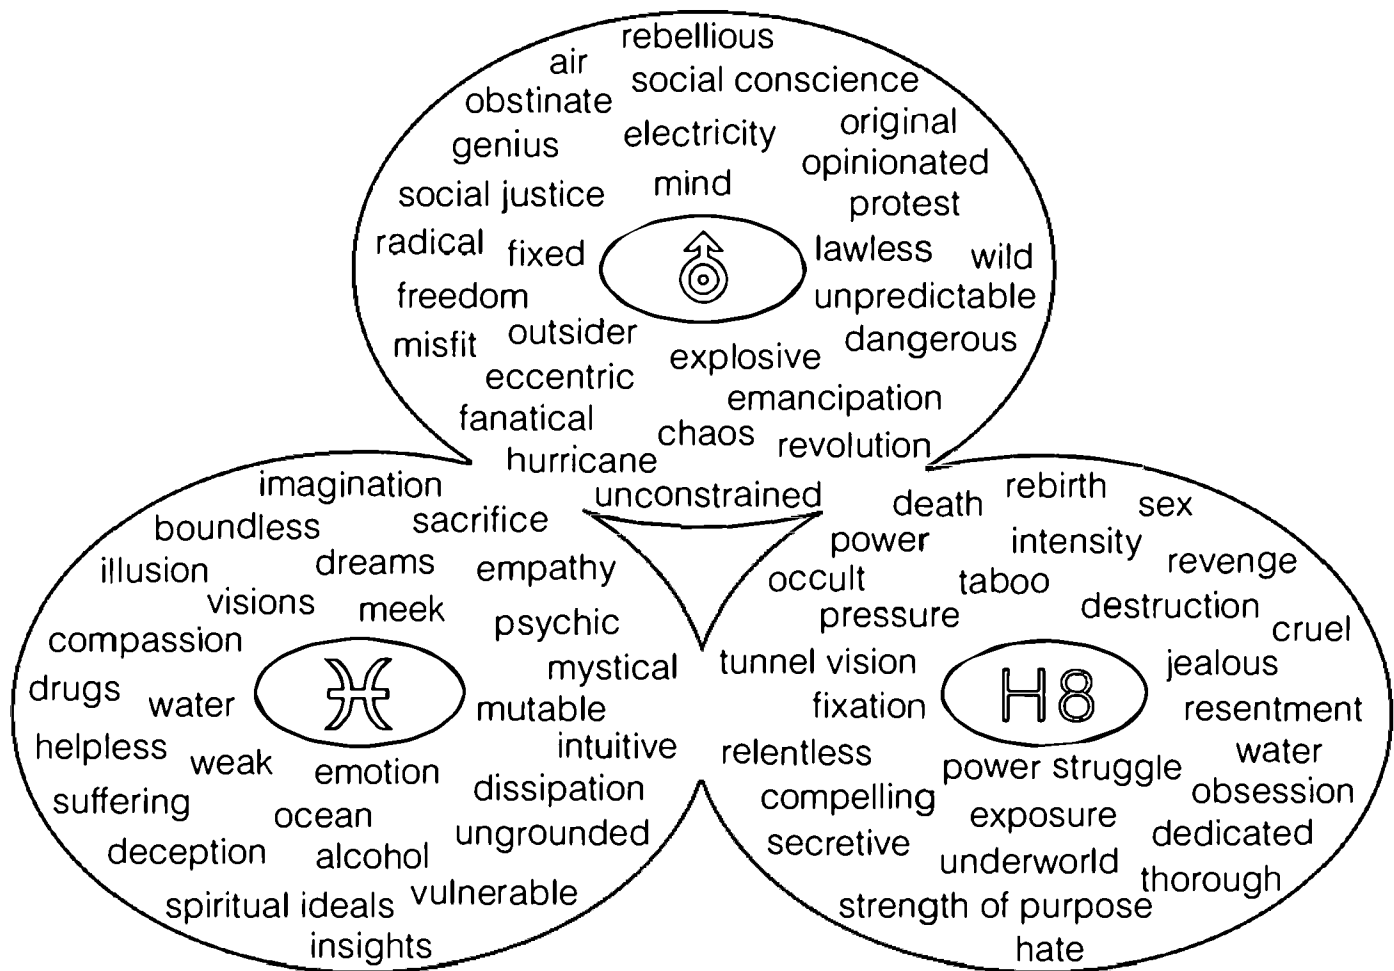 rebellious
air
social conscience
obstinate
original
electricity
genius
opinionated
mind
social justice
protest
radical
fixed
lawless
wild
freedom
unpredictable
outsider
misfit
dangerous
explosive
eccentric
emancipation
fanatical
chaos
revolution
hurricane
unconstrained
imagination
sacrifice
boundless
dreams
empathy
illusion
visions
meek
psychic
compassion
mystical
drugs
water
mutable
helpless
weak
intuitive
emotion
dissipation
suffering
ocean
ungrounded
deception
alcohol
vulnerable
spiritual ideals
insights
death
rebirth
sex
power
intensity
revenge
occult
taboo
pressure
destruction
cruel
tunnel vision
jealous
H8
fixation
resentment
relentless
water
power struggle
compelling
obsession
exposure
secretive
dedicated
underworld
thorough
strength of purpose
hate